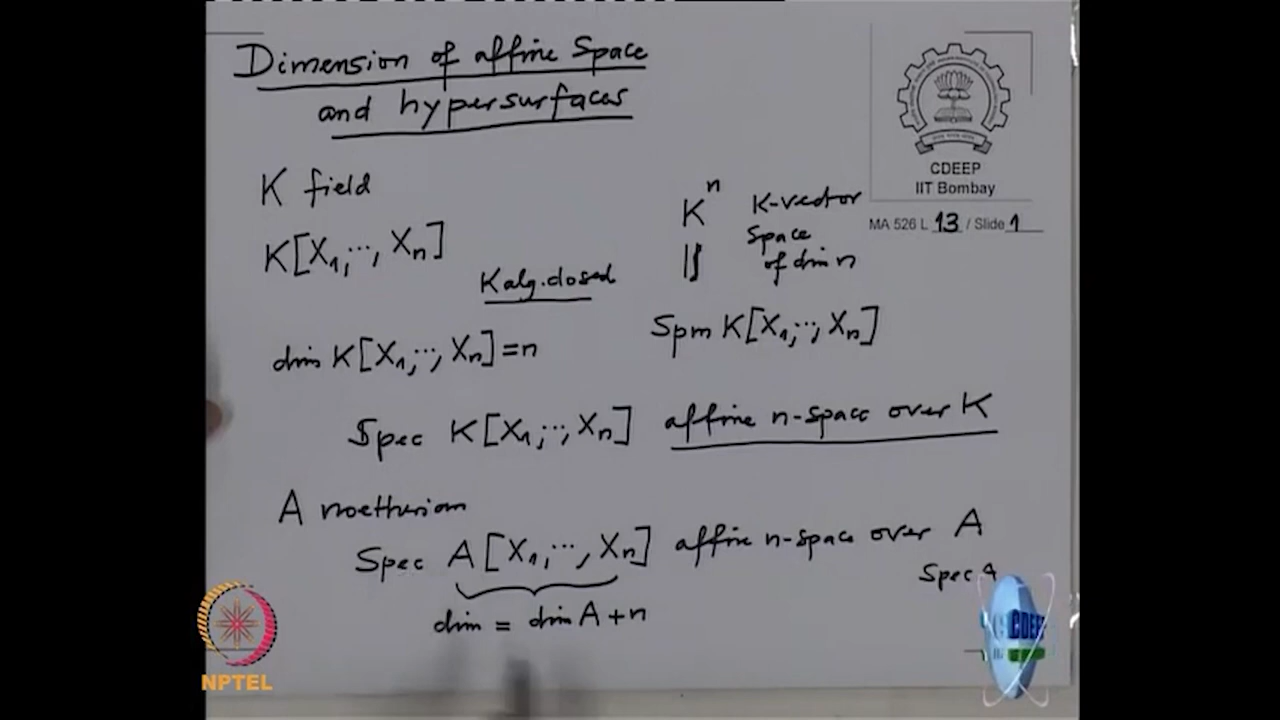 Dimension of affine Space
and hypersurfaces
CDEEP
IIT Bombay
MA 526 L 13 / Slide 1
K field
K[X₁,...,Xₙ]
Kⁿ K-vector
space
of dim n
K alg. closed
dim K[X₁,...,Xₙ]=n
Spm K[X₁,...,Xₙ]
Spec K[X₁,...,Xₙ] affine n-space over K
A noetherian
Spec A[X₁,...,Xₙ] affine n-space over A
Spec A
dim = dim A+n
NPTEL
CDEEP